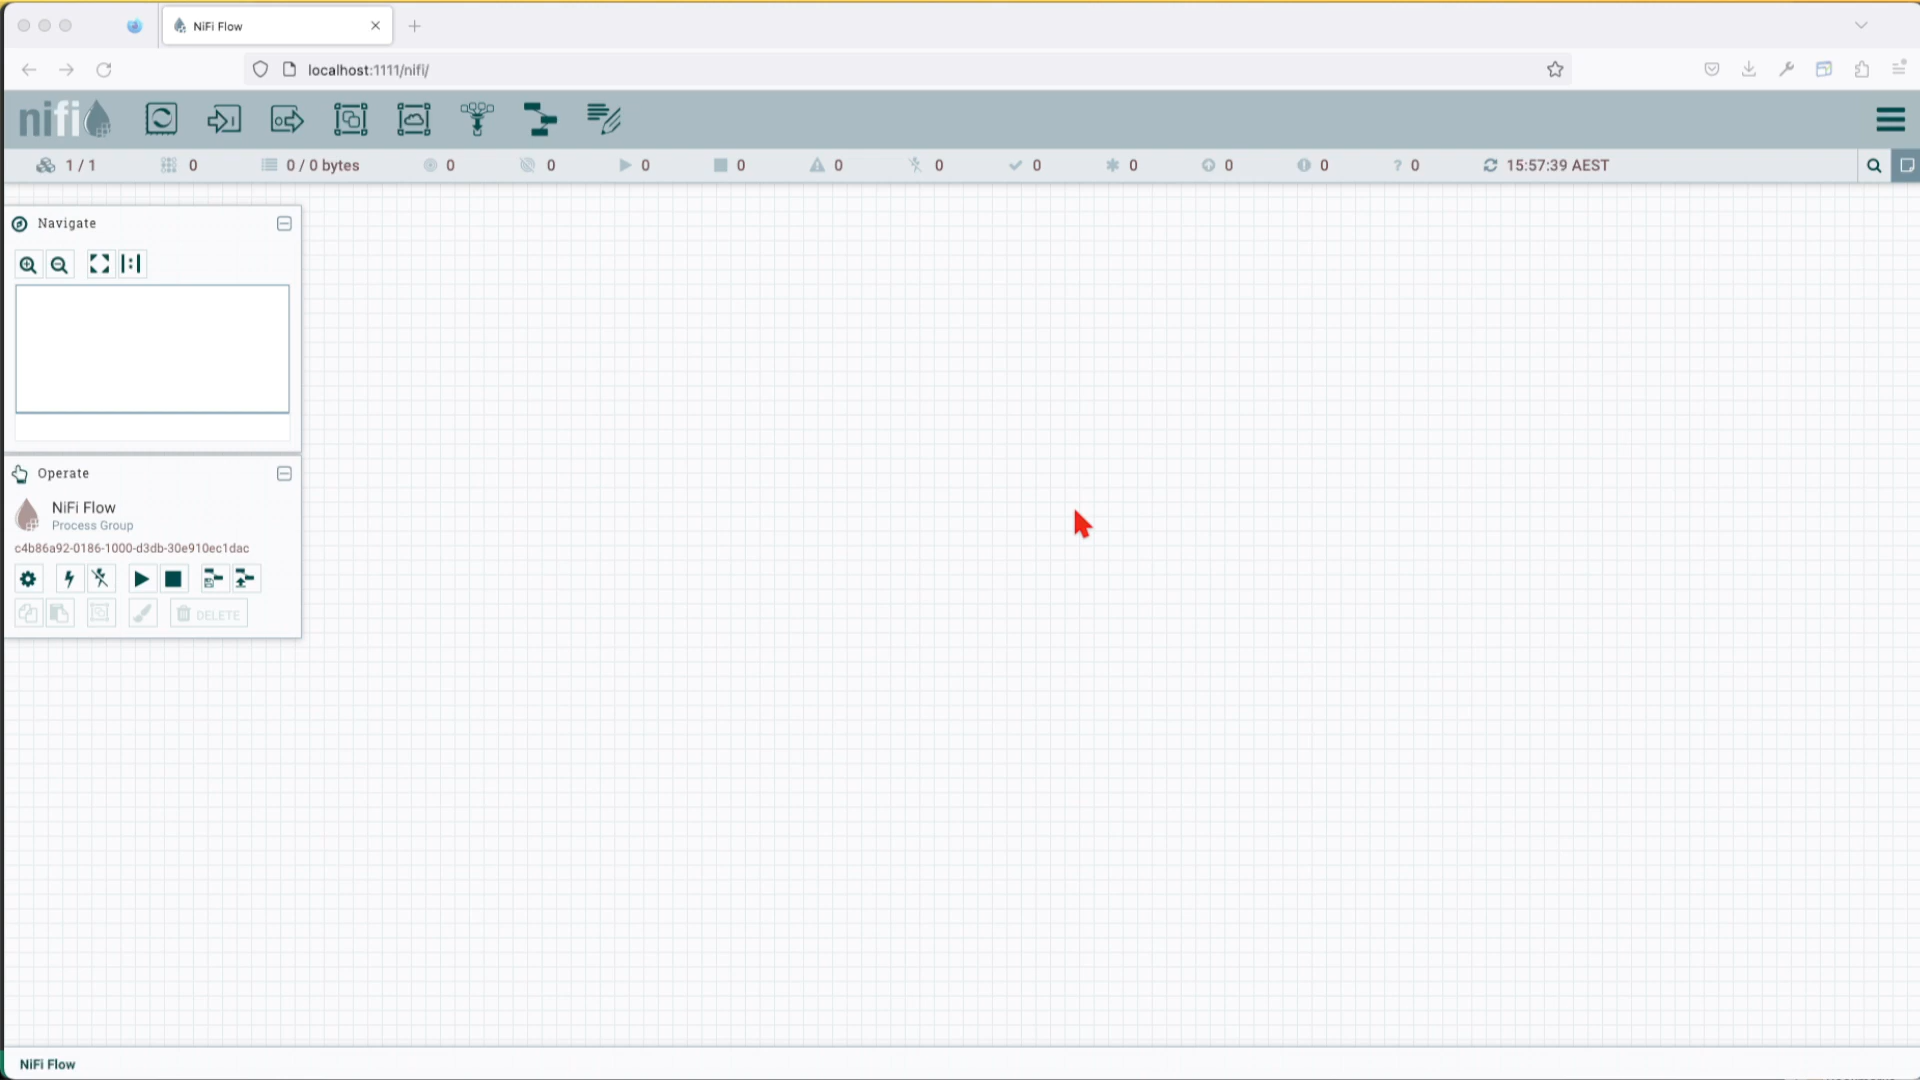 NiFi Flow
localhost:1111/nifi/
nifi
1 / 1 0 0 / 0 bytes 0 0 0 0 0 0 0 0 0 0 ? 0 15:57:39 AEST
Navigate
Operate
NiFi Flow
Process Group
c4b86a92-0186-1000-d3db-30e910ec1dac
DELETE
NiFi Flow